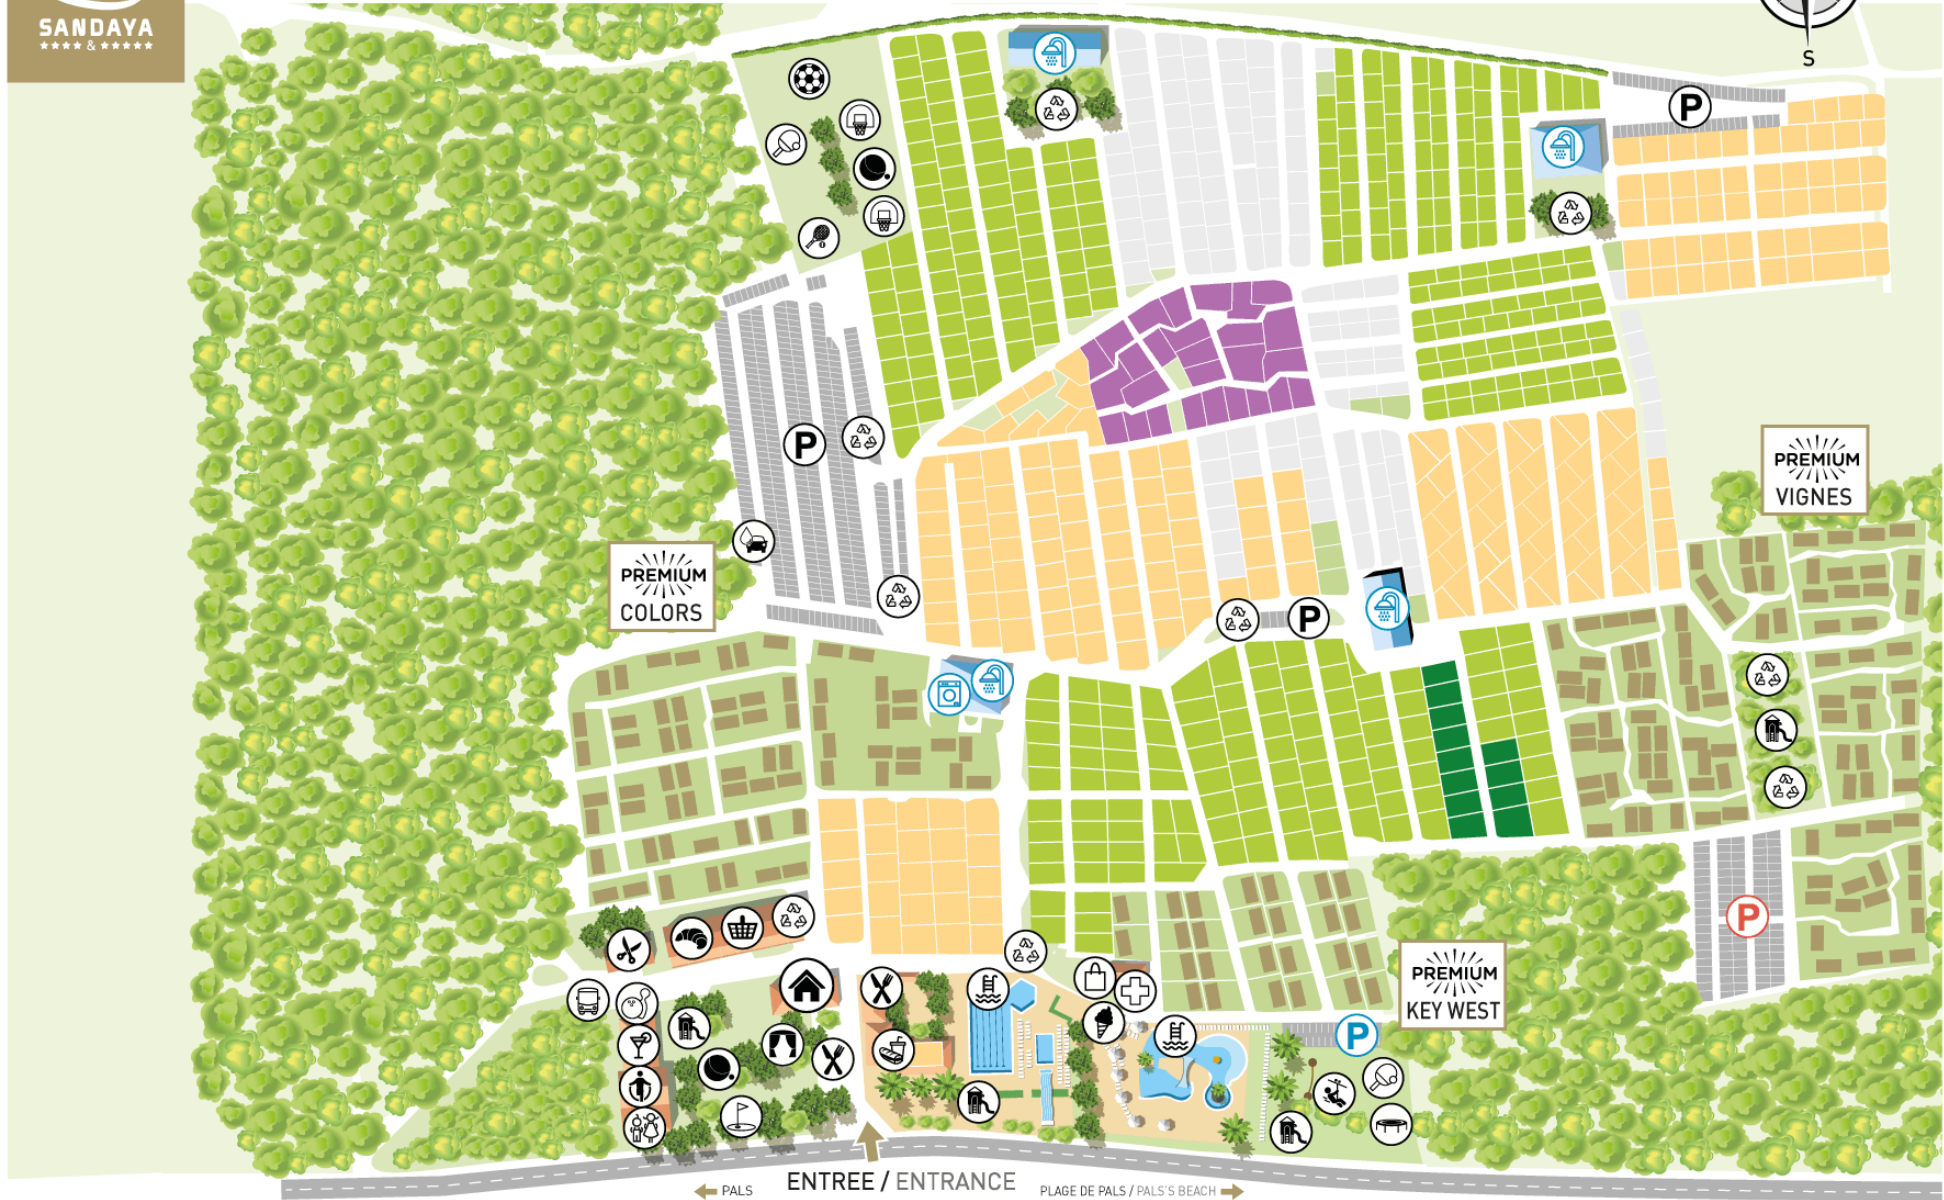 SANDAYA
&
S
P
PREMIUM
VIGNES
P
PREMIUM
COLORS
P
P
PREMIUM
KEY WEST
P
ENTREE / ENTRANCE
PALS
PLAGE DE PALS / PALS'S BEACH